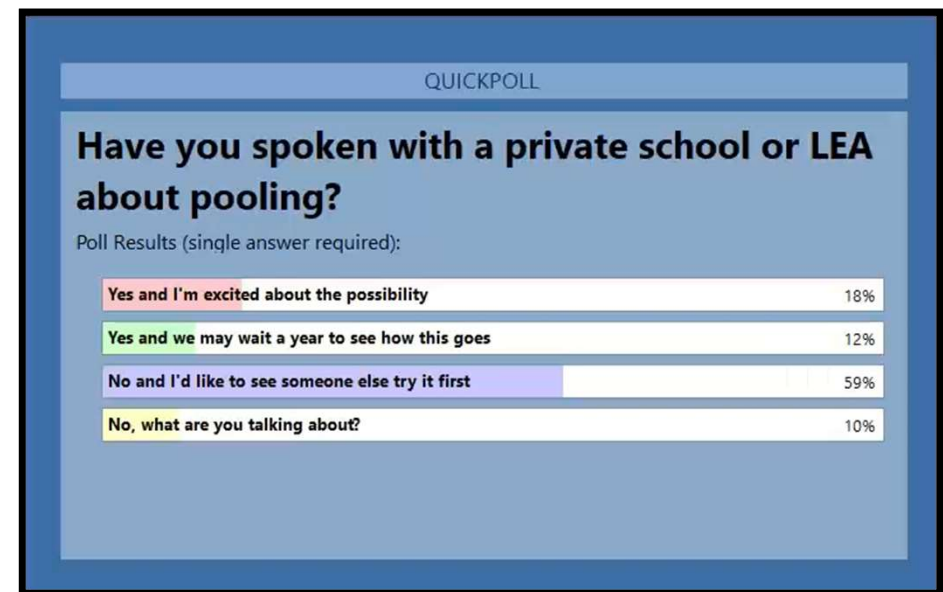 QUICKPOLL
Have you spoken with a private school or LEA
about pooling?
Poll Results (single answer required):
Yes and I'm excited about the possibility 18%
Yes and we may wait a year to see how this goes 12%
No and I'd like to see someone else try it first 59%
No, what are you talking about? 10%